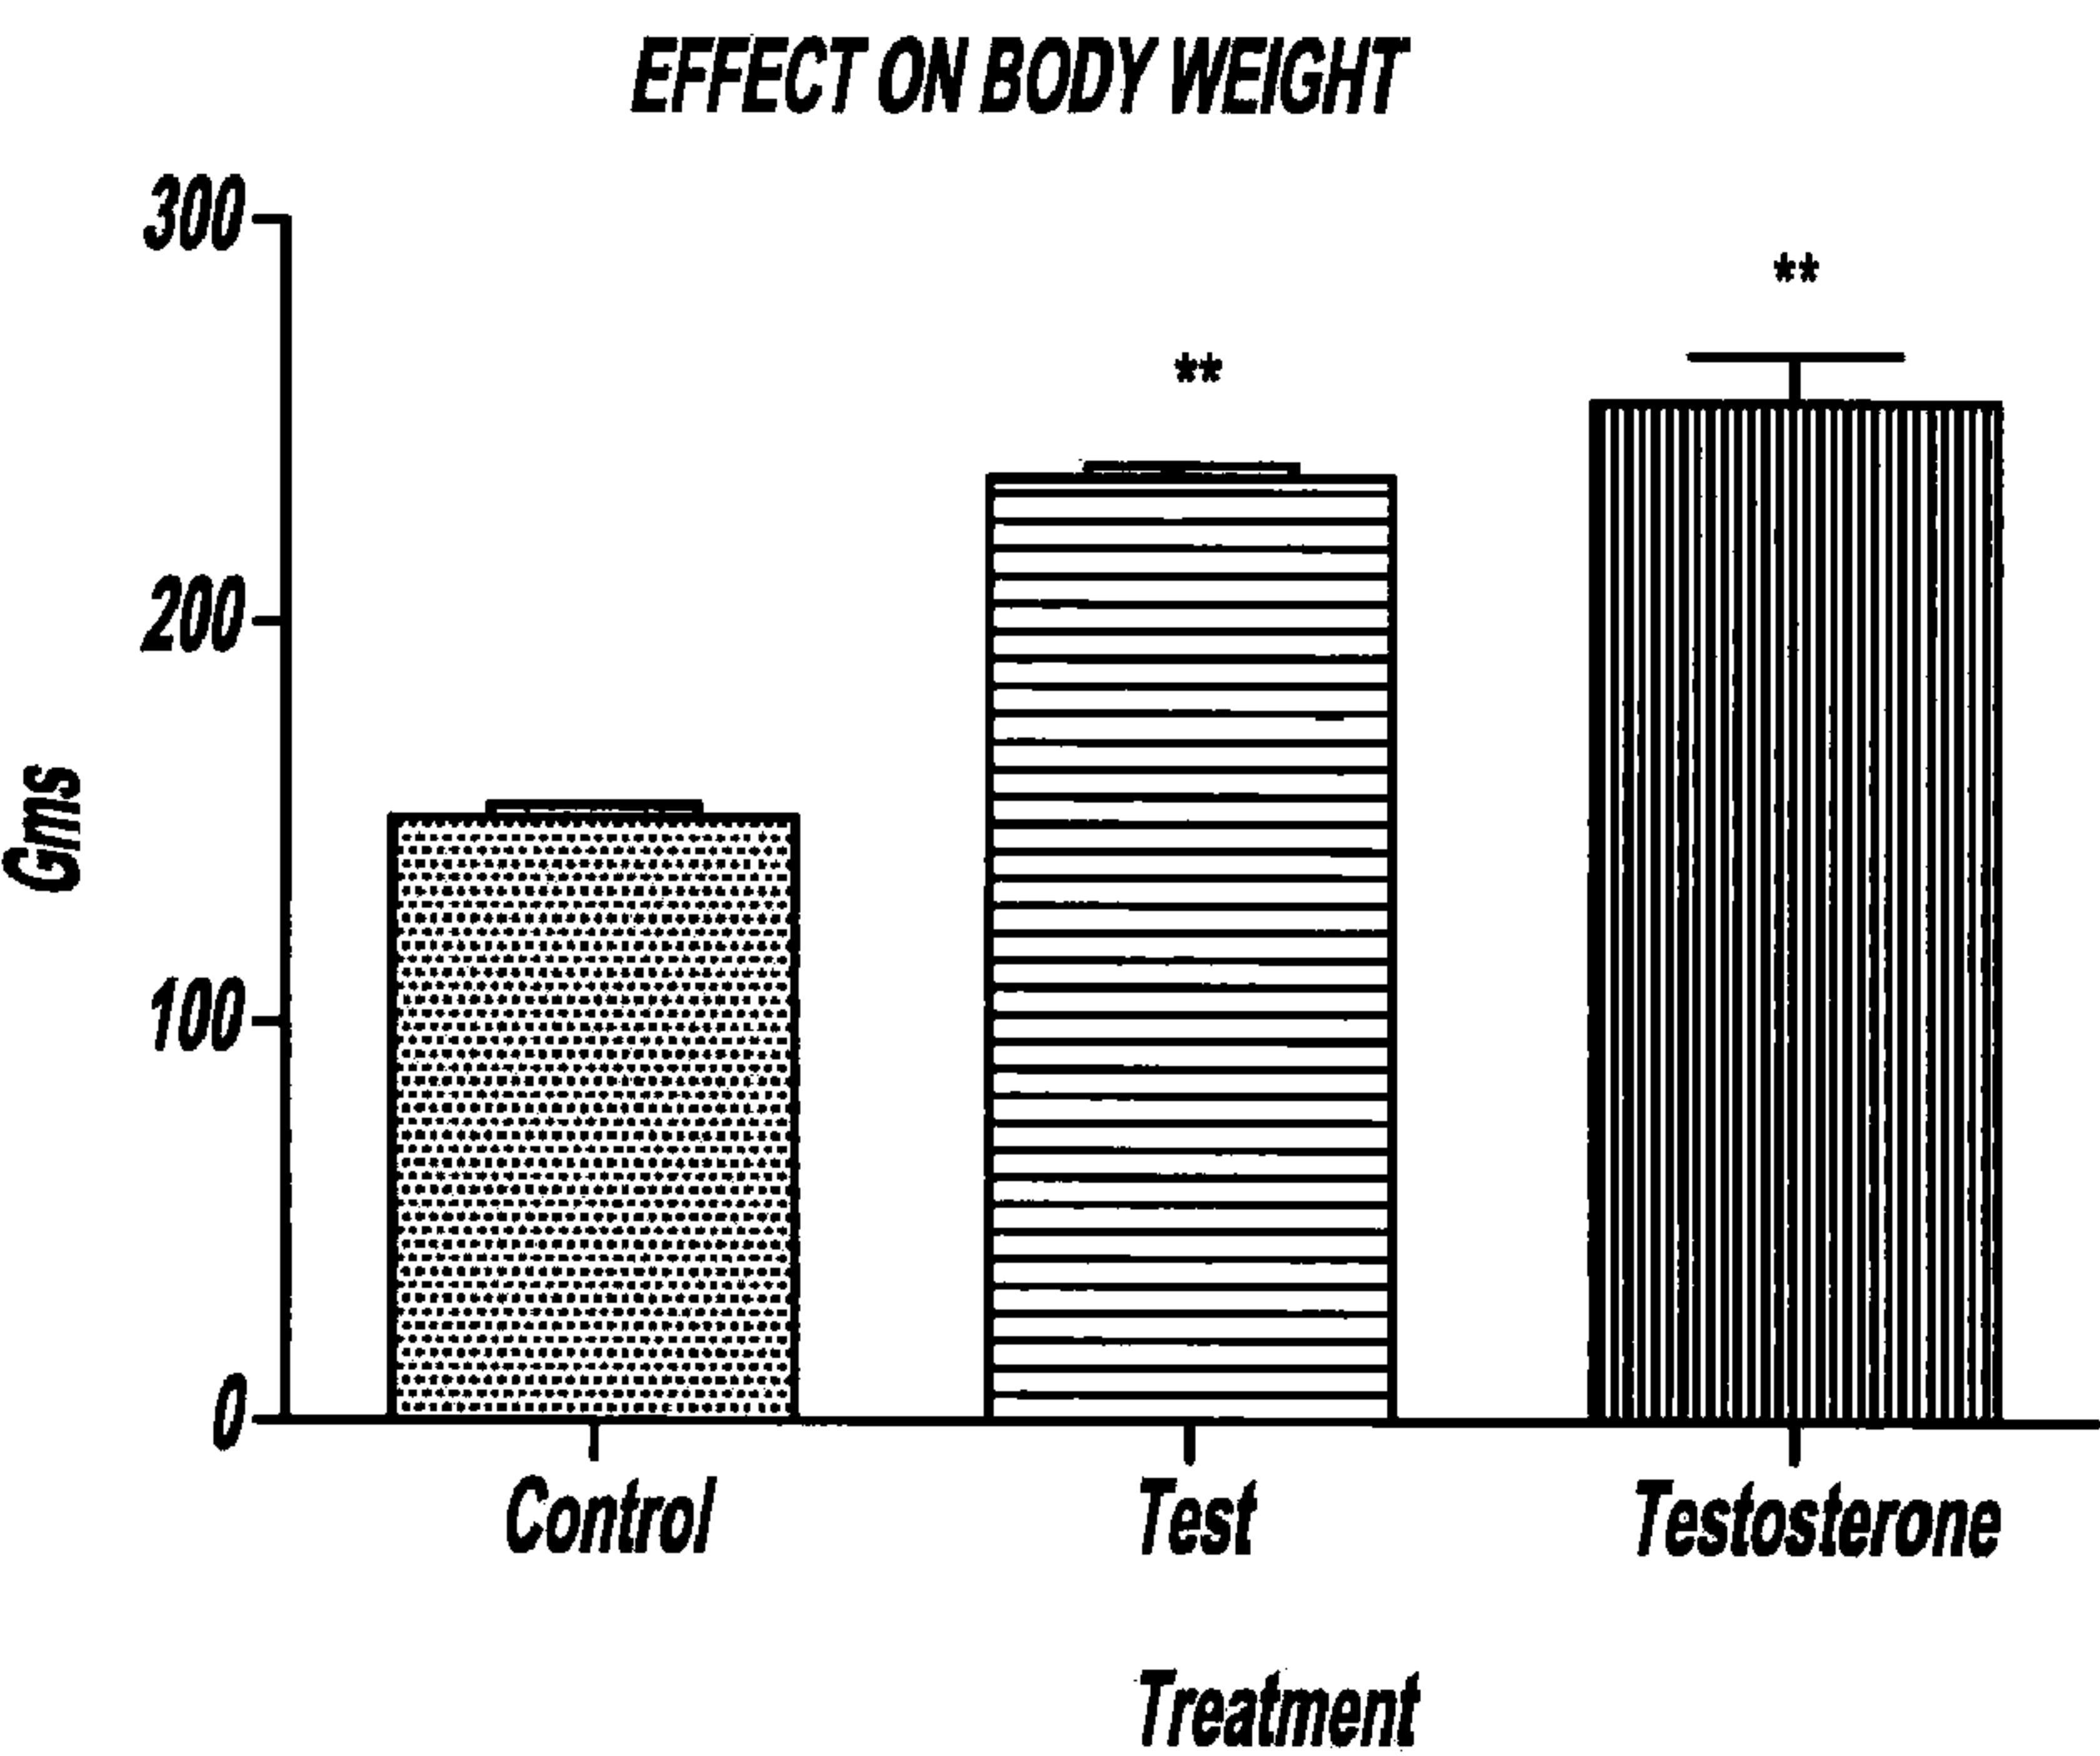 EFFECT ON BODY WEIGHT
300
**
**
200
Gms
100
0
Control Test Testosterone
Treatment